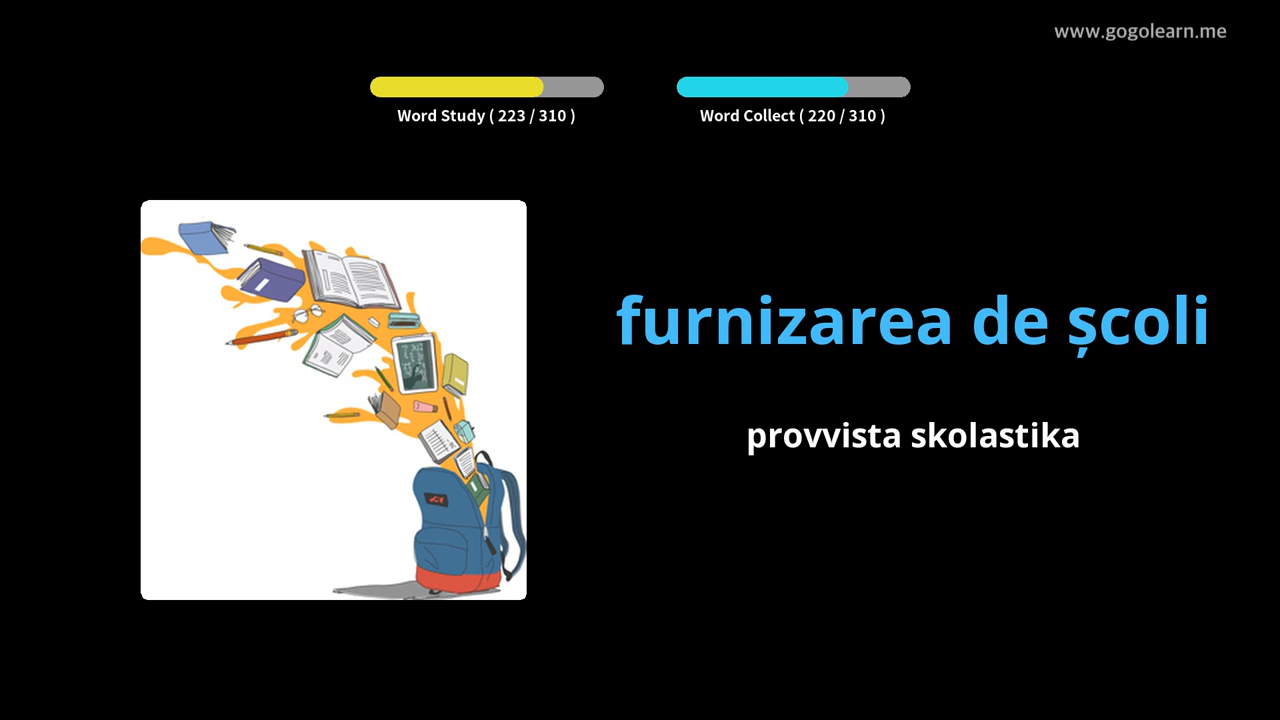 www.gogolearn.me
Word Study ( 223 / 310 )
Word Collect ( 220 / 310 )
furnizarea de școli
provvista skolastika